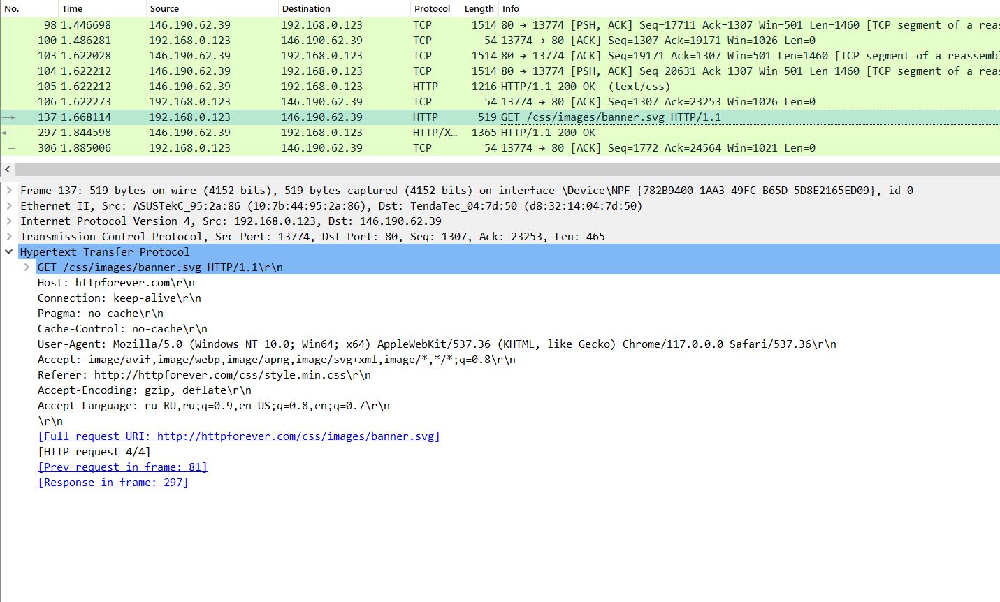 No. Time Source Destination Protocol Length Info
98 1.446698 146.190.62.39 192.168.0.123 TCP 1514 80 → 13774 [PSH, ACK] Seq=17711 Ack=1307 Win=501 Len=1460 [TCP segment of a reas
100 1.486281 192.168.0.123 146.190.62.39 TCP 54 13774 → 80 [ACK] Seq=1307 Ack=19171 Win=1026 Len=0
103 1.622028 146.190.62.39 192.168.0.123 TCP 1514 80 → 13774 [ACK] Seq=19171 Ack=1307 Win=501 Len=1460 [TCP segment of a reassembl
104 1.622212 146.190.62.39 192.168.0.123 TCP 1514 80 → 13774 [PSH, ACK] Seq=20631 Ack=1307 Win=501 Len=1460 [TCP segment of a reas
105 1.622212 146.190.62.39 192.168.0.123 HTTP 1216 HTTP/1.1 200 OK  (text/css)
106 1.622273 192.168.0.123 146.190.62.39 TCP 54 13774 → 80 [ACK] Seq=1307 Ack=23253 Win=1026 Len=0
137 1.668114 192.168.0.123 146.190.62.39 HTTP 519 GET /css/images/banner.svg HTTP/1.1
297 1.844598 146.190.62.39 192.168.0.123 HTTP/X… 1365 HTTP/1.1 200 OK
306 1.885006 192.168.0.123 146.190.62.39 TCP 54 13774 → 80 [ACK] Seq=1772 Ack=24564 Win=1021 Len=0
Frame 137: 519 bytes on wire (4152 bits), 519 bytes captured (4152 bits) on interface \Device\NPF_{782B9400-1AA3-49FC-B65D-5D8E2165ED09}, id 0
Ethernet II, Src: ASUSTekC_95:2a:86 (10:7b:44:95:2a:86), Dst: TendaTec_04:7d:50 (d8:32:14:04:7d:50)
Internet Protocol Version 4, Src: 192.168.0.123, Dst: 146.190.62.39
Transmission Control Protocol, Src Port: 13774, Dst Port: 80, Seq: 1307, Ack: 23253, Len: 465
Hypertext Transfer Protocol
GET /css/images/banner.svg HTTP/1.1\r\n
Host: httpforever.com\r\n
Connection: keep-alive\r\n
Pragma: no-cache\r\n
Cache-Control: no-cache\r\n
User-Agent: Mozilla/5.0 (Windows NT 10.0; Win64; x64) AppleWebKit/537.36 (KHTML, like Gecko) Chrome/117.0.0.0 Safari/537.36\r\n
Accept: image/avif,image/webp,image/apng,image/svg+xml,image/*,*/*;q=0.8\r\n
Referer: http://httpforever.com/css/style.min.css\r\n
Accept-Encoding: gzip, deflate\r\n
Accept-Language: ru-RU,ru;q=0.9,en-US;q=0.8,en;q=0.7\r\n
\r\n
[Full request URI: http://httpforever.com/css/images/banner.svg]
[HTTP request 4/4]
[Prev request in frame: 81]
[Response in frame: 297]